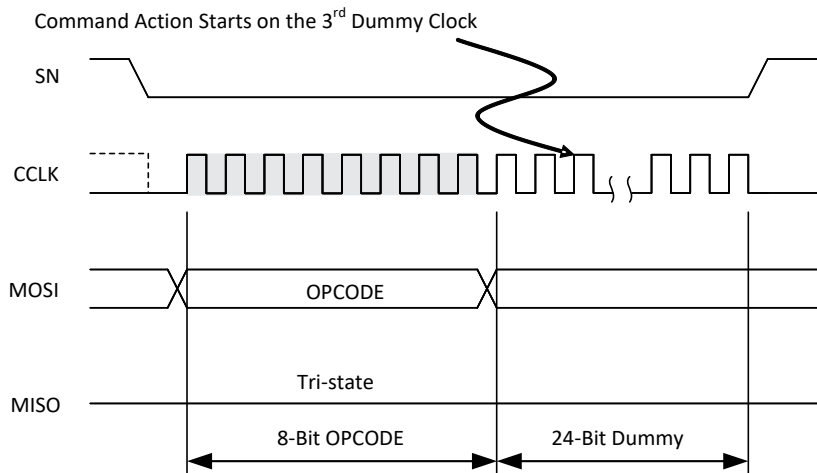 Command Action Starts on the 3rd Dummy Clock
SN
CCLK
MOSI
OPCODE
Tri-state
MISO
8-Bit OPCODE
24-Bit Dummy